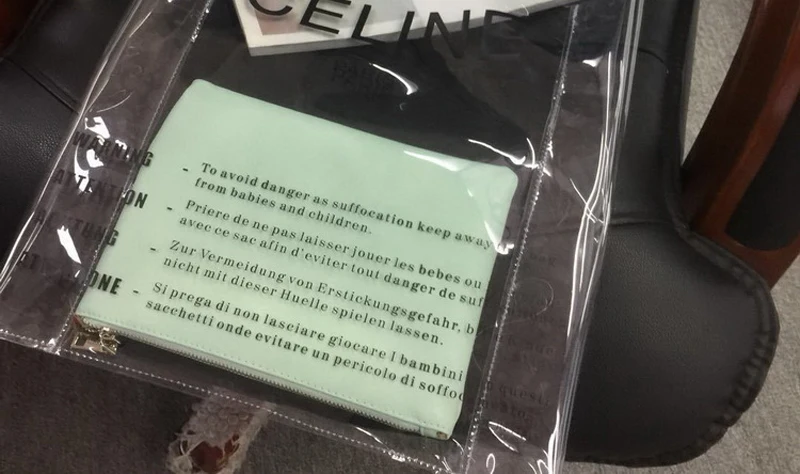 CELINE
WARNING - To avoid danger as suffocation keep away
from babies and children.
ATTENTION - Priere de ne pas laisser jouer les bebes ou
avec ce sac afin d'eviter tout danger de suf
- Zur Vermeidung von Erstickungsgefahr, b
nicht mit dieser Huelle spielen lassen.
- Si prega di non lasciare giocare I bambini
sacchetti onde evitare un pericolo di soffoc